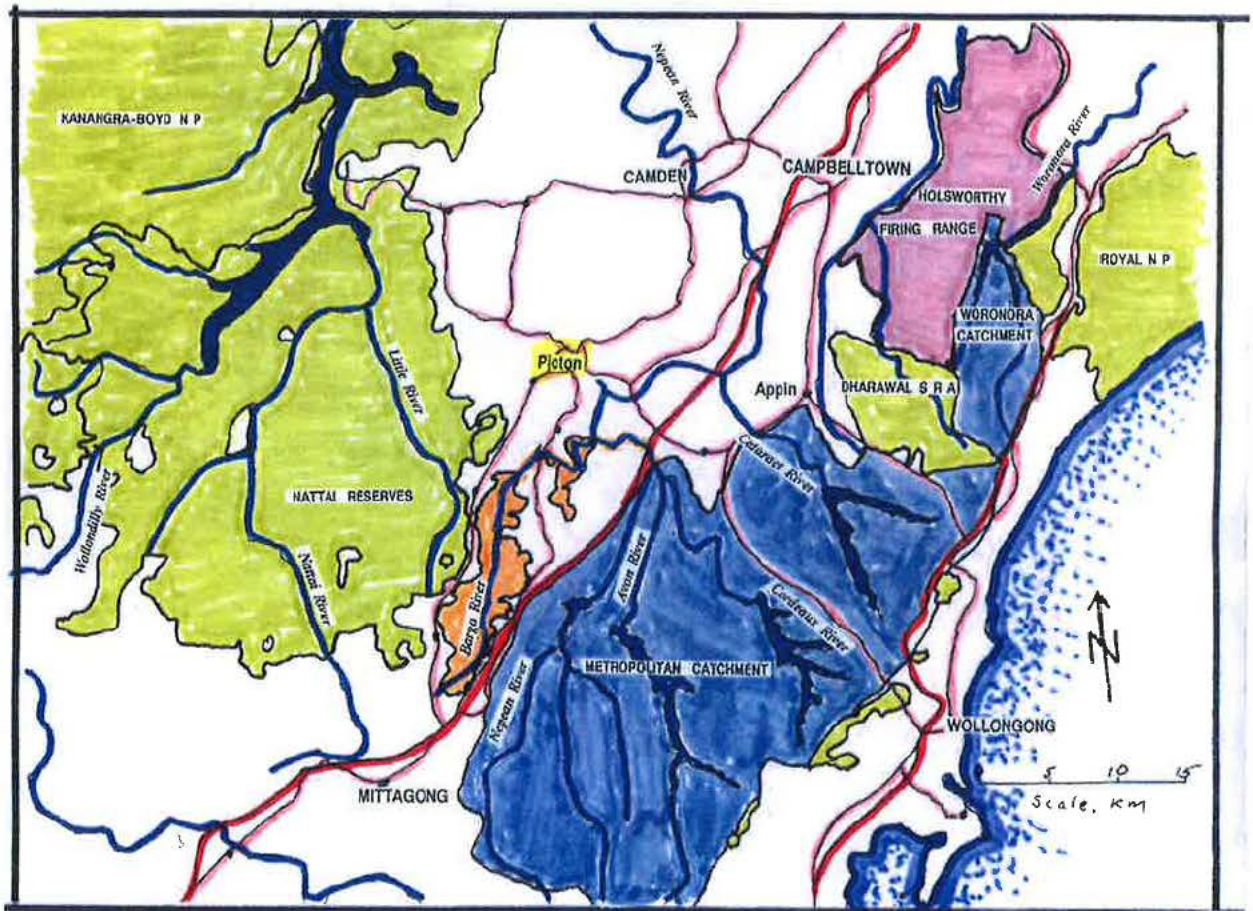 Nepean River
KANANGRA-BOYD N P
CAMDEN
CAMPBELLTOWN
Woronora River
HOLSWORTHY
FIRING RANGE
ROYAL N P
WORONORA
CATCHMENT
Picton
Little River
Appin
DHARAWAL S R A
Cataract River
NATTAI RESERVES
Wollondilly River
Nattai River
Bargo River
Avon River
Cordeaux River
METROPOLITAN CATCHMENT
Nepean River
N
WOLLONGONG
MITTAGONG
5 10 15
Scale, km